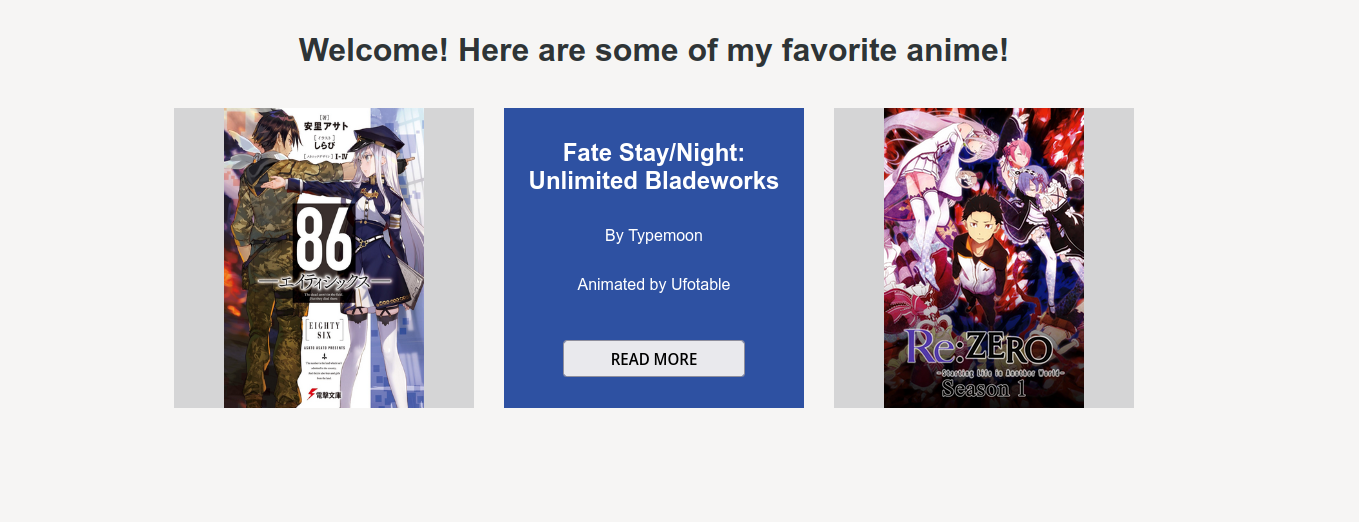 Welcome! Here are some of my favorite anime!
[著]
安里アサト
[イラスト]
しらび
[メカニックデザイン] I-IV
86
―エイティシックス―
[EIGHTY
SIX]
ASATO ASATO PRESENTS
電撃文庫
Fate Stay/Night:
Unlimited Bladeworks
By Typemoon
Animated by Ufotable
READ MORE
Re:ZERO
-Starting Life in Another World-
Season 1